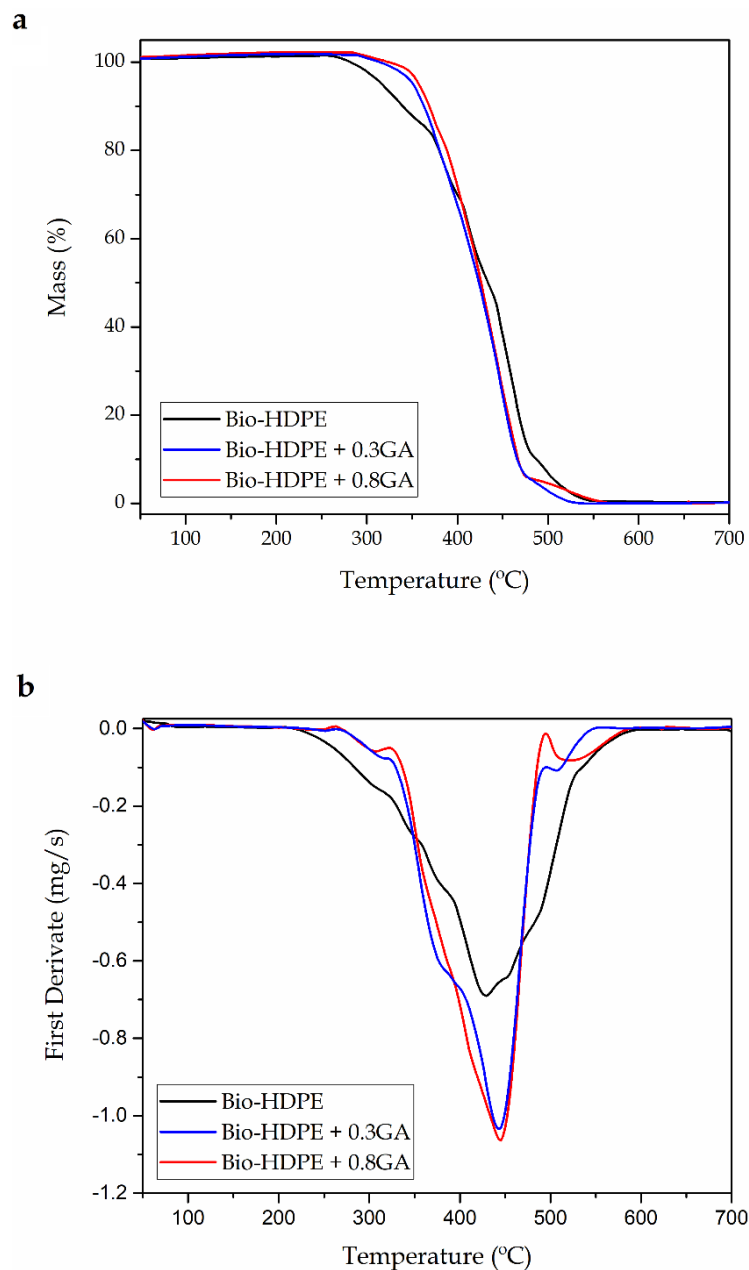 a
100
80
60
40
20
0
Mass (%)
Bio-HDPE
Bio-HDPE + 0.3GA
Bio-HDPE + 0.8GA
100 200 300 400 500 600 700
Temperature (ºC)
b
0.0
-0.2
-0.4
-0.6
-0.8
-1.0
-1.2
First Derivate (mg/s)
Bio-HDPE
Bio-HDPE + 0.3GA
Bio-HDPE + 0.8GA
100 200 300 400 500 600 700
Temperature (ºC)